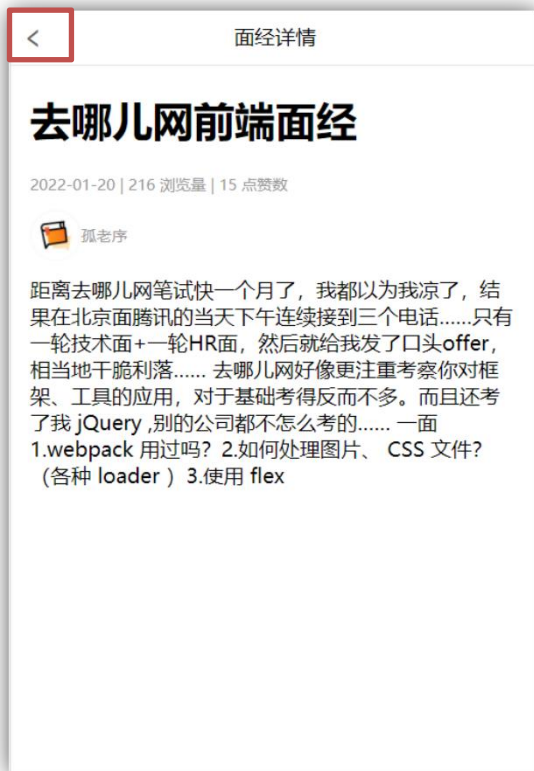 面经详情
去哪儿网前端面经
2022-01-20 | 216 浏览量 | 15 点赞数
孤老序
距离去哪儿网笔试快一个月了，我都以为我凉了，结
果在北京面腾讯的当天下午连续接到三个电话……只有
一轮技术面+一轮HR面，然后就给我发了口头offer，
相当地干脆利落…… 去哪儿网好像更注重考察你对框
架、工具的应用，对于基础考得反而不多。而且还考
了我 jQuery ,别的公司都不怎么考的…… 一面
1.webpack 用过吗？2.如何处理图片、 CSS 文件？
（各种 loader ）3.使用 flex